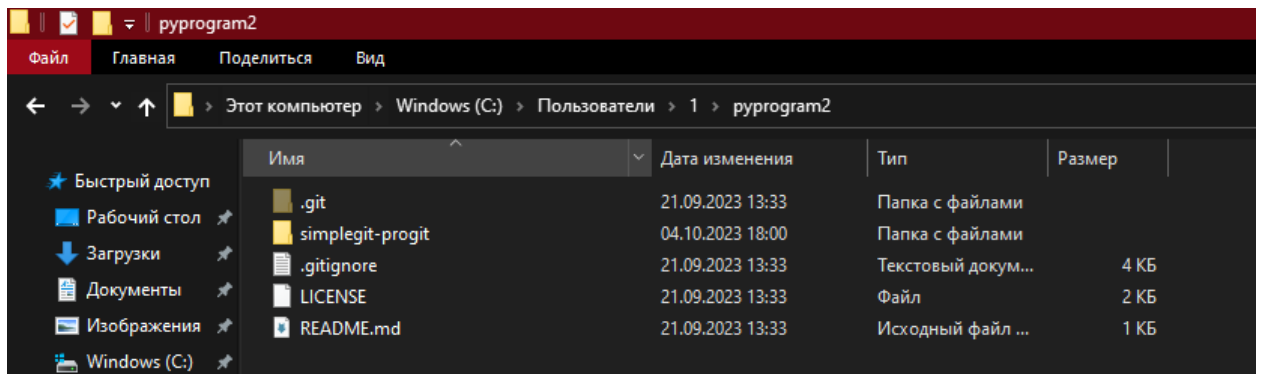 pyprogram2
Файл Главная Поделиться Вид
Этот компьютер > Windows (C:) > Пользователи > 1 > pyprogram2
Имя Дата изменения Тип Размер
Быстрый доступ
.git 21.09.2023 13:33 Папка с файлами
Рабочий стол
simplegit-progit 04.10.2023 18:00 Папка с файлами
Загрузки
.gitignore 21.09.2023 13:33 Текстовый докум... 4 КБ
Документы
LICENSE 21.09.2023 13:33 Файл 2 КБ
Изображения
README.md 21.09.2023 13:33 Исходный файл ... 1 КБ
Windows (C:)